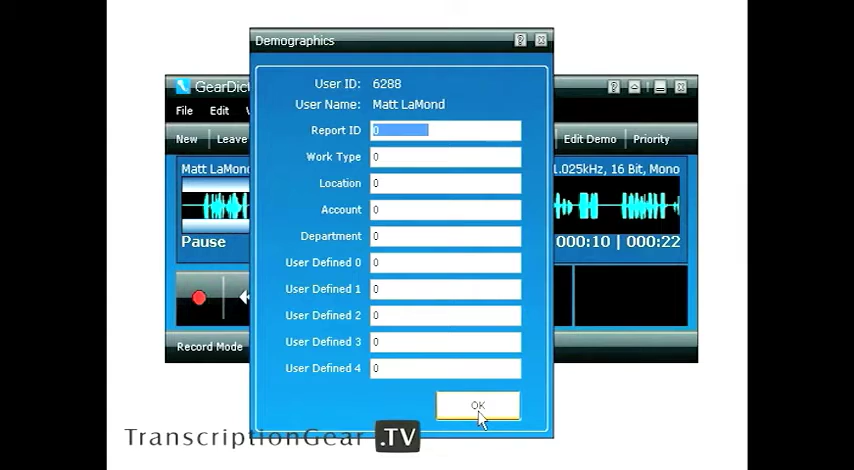 Demographics
User ID: 6288
User Name: Matt LaMond
Report ID 0
Work Type 0
Location 0
Account 0
Department 0
User Defined 0 0
User Defined 1 0
User Defined 2 0
User Defined 3 0
User Defined 4 0
OK
GearDict
File Edit
New Leave Edit Demo Priority
Matt LaMond 1.025kHz, 16 Bit, Mono
Pause 000:10 | 000:22
Record Mode
TranscriptionGear .TV